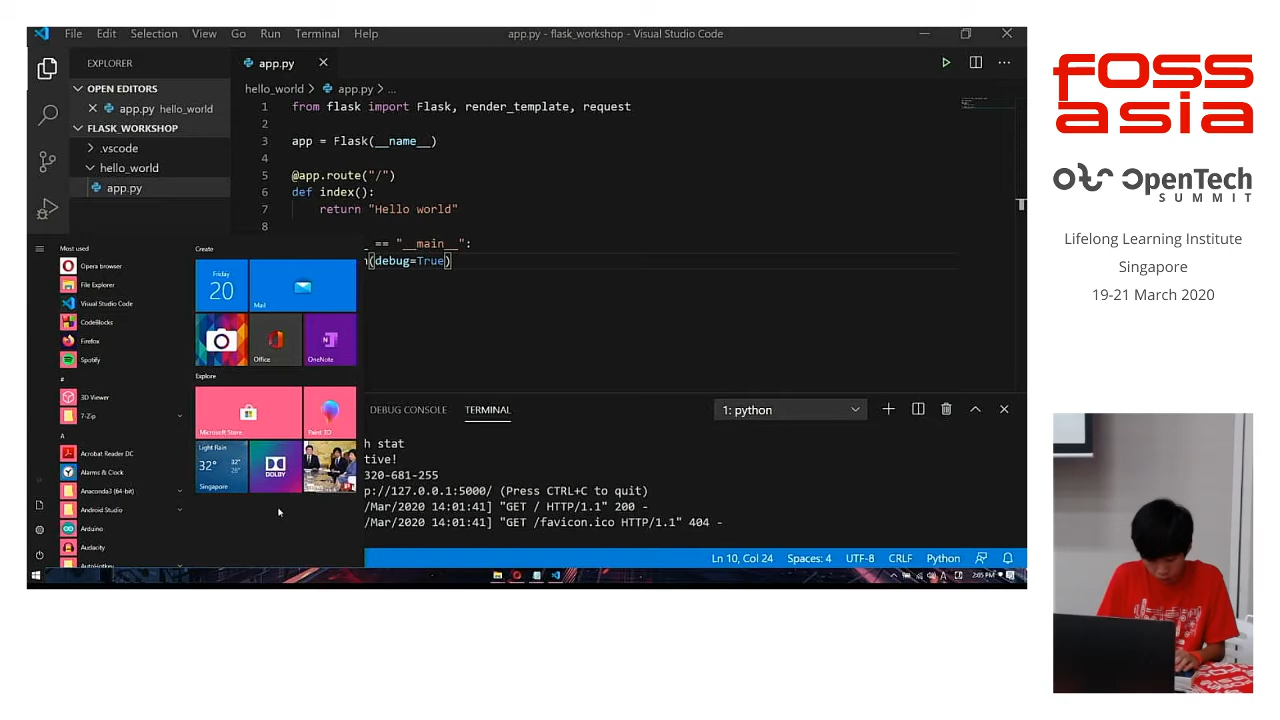 File Edit Selection View Go Run Terminal Help
app.py - flask_workshop - Visual Studio Code
EXPLORER
OPEN EDITORS
app.py hello_world
FLASK_WORKSHOP
.vscode
hello_world
app.py
app.py
hello_world > app.py > ...
1 from flask import Flask, render_template, request
2
3 app = Flask(__name__)
4
5 @app.route("/")
6 def index():
7 return "Hello world"
8
_ == "__main__":
(debug=True)
Most used
Opera browser
File Explorer
Visual Studio Code
CodeBlocks
Firefox
Spotify
#
3D Viewer
7-Zip
A
Acrobat Reader DC
Alarms & Clock
Anaconda3 (64-bit)
Android Studio
Arduino
Audacity
AutoHotkey
Create
Friday
20
Mail
Office
OneNote
Explore
Microsoft Store
Paint 3D
Light Rain
32°
32°
Singapore
DOLBY
DEBUG CONSOLE TERMINAL
1: python
h stat
tive!
320-681-255
p://127.0.0.1:5000/ (Press CTRL+C to quit)
/Mar/2020 14:01:41] "GET / HTTP/1.1" 200 -
/Mar/2020 14:01:41] "GET /favicon.ico HTTP/1.1" 404 -
Ln 10, Col 24 Spaces: 4 UTF-8 CRLF Python
2:05 PM
FOSS
asia
OpenTech
SUMMIT
Lifelong Learning Institute
Singapore
19-21 March 2020